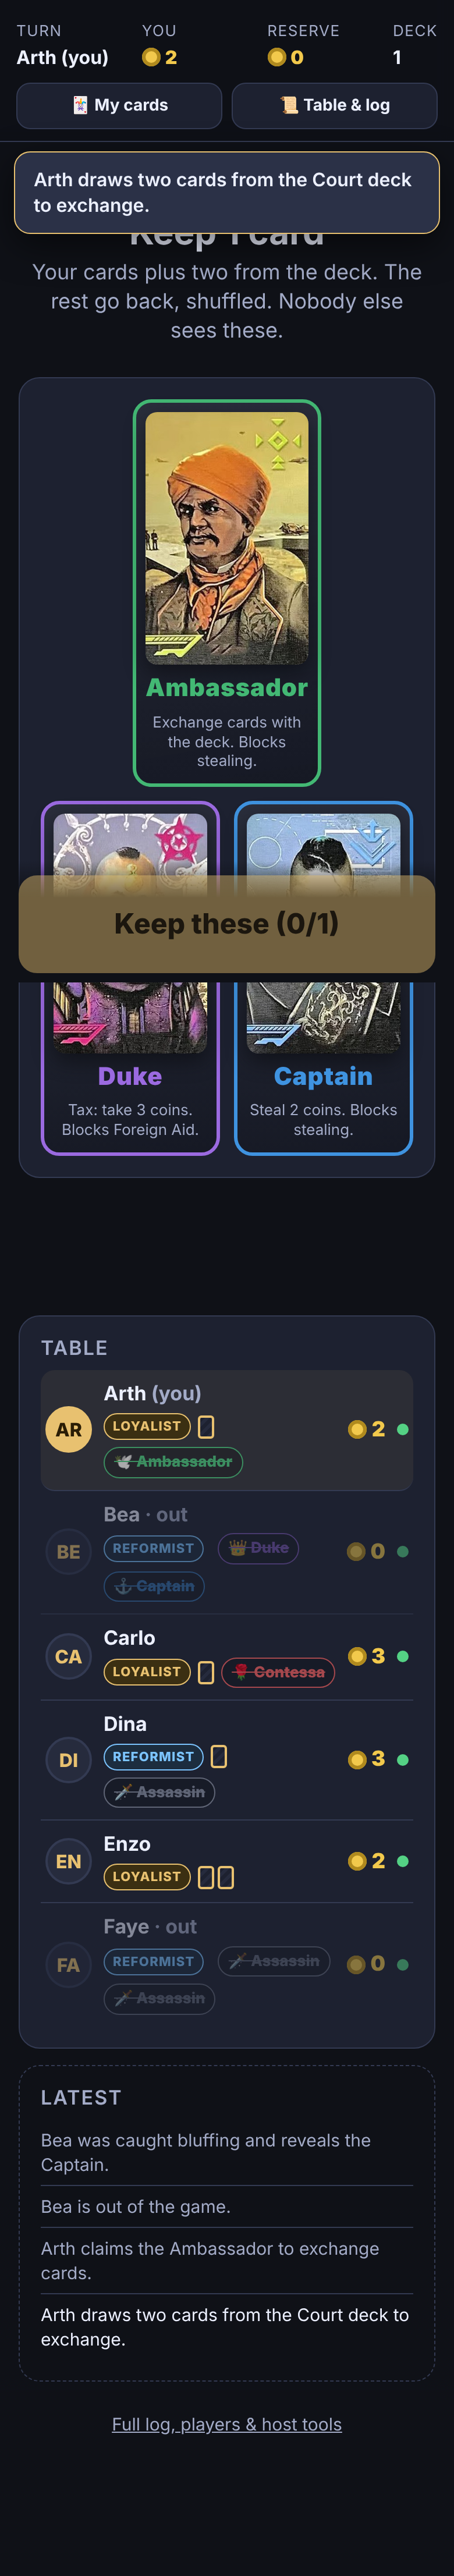 TURN
YOU
RESERVE
DECK
Arth (you)
2
0
1
🃏 My cards
📜 Table & log
Arth draws two cards from the Court deck
to exchange.
Keep 1 card
Your cards plus two from the deck. The
rest go back, shuffled. Nobody else
sees these.
Ambassador
Exchange cards with
the deck. Blocks
stealing.
Keep these (0/1)
Duke
Tax: take 3 coins.
Blocks Foreign Aid.
Captain
Steal 2 coins. Blocks
stealing.
TABLE
AR
Arth (you)
LOYALIST
🕊️ Ambassador
2
BE
Bea · out
REFORMIST
👑 Duke
⚓ Captain
0
CA
Carlo
LOYALIST
🌹 Contessa
3
DI
Dina
REFORMIST
🗡️ Assassin
3
EN
Enzo
LOYALIST
2
FA
Faye · out
REFORMIST
🗡️ Assassin
🗡️ Assassin
0
LATEST
Bea was caught bluffing and reveals the
Captain.
Bea is out of the game.
Arth claims the Ambassador to exchange
cards.
Arth draws two cards from the Court deck to
exchange.
Full log, players & host tools